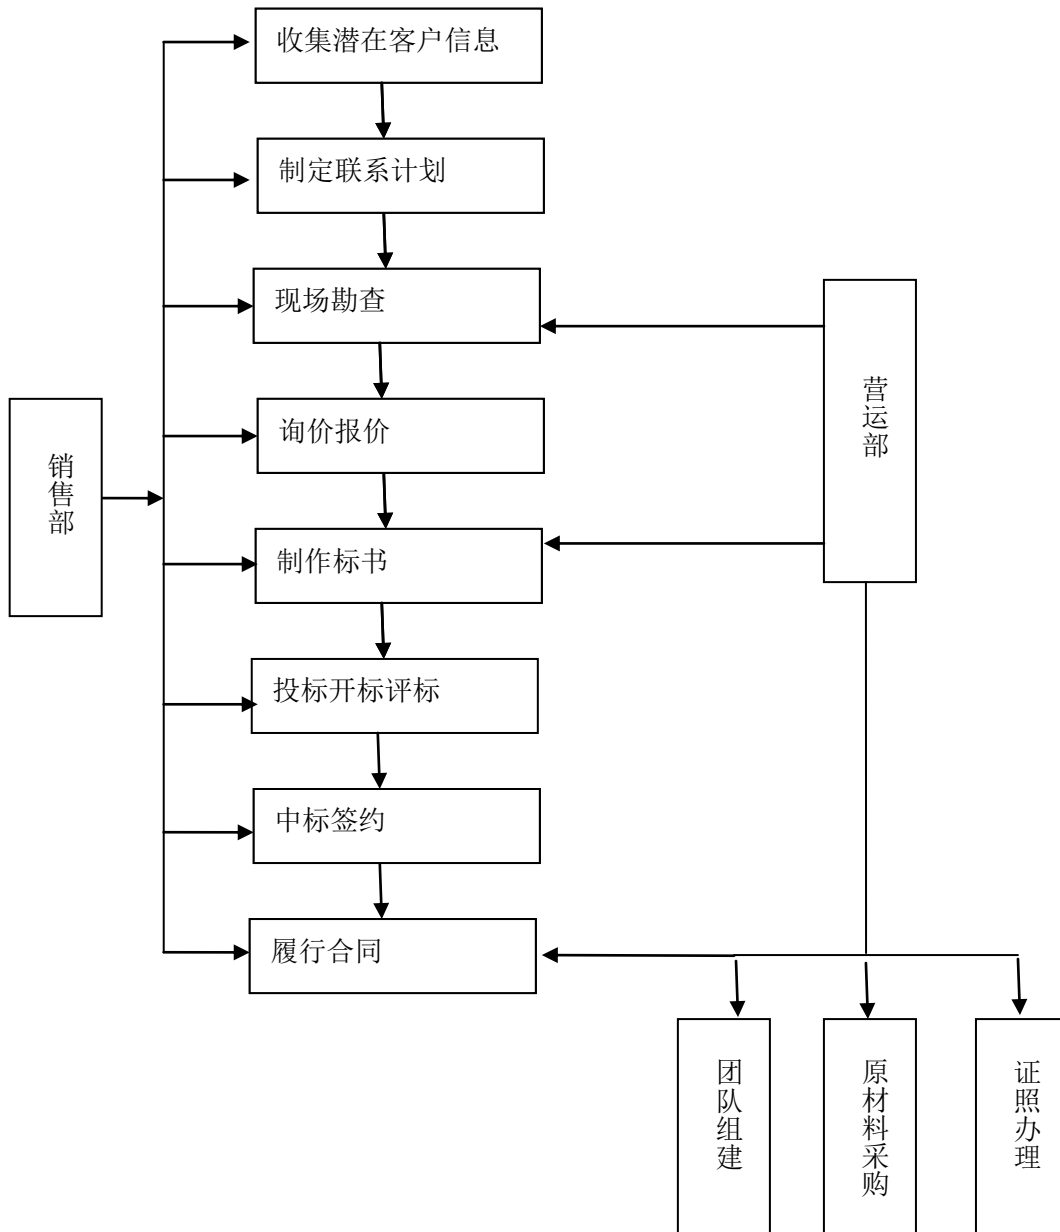 收集潜在客户信息
制定联系计划
现场勘查
询价报价
制作标书
投标开标评标
中标签约
履行合同
销售部
营运部
团队组建
原材料采购
证照办理